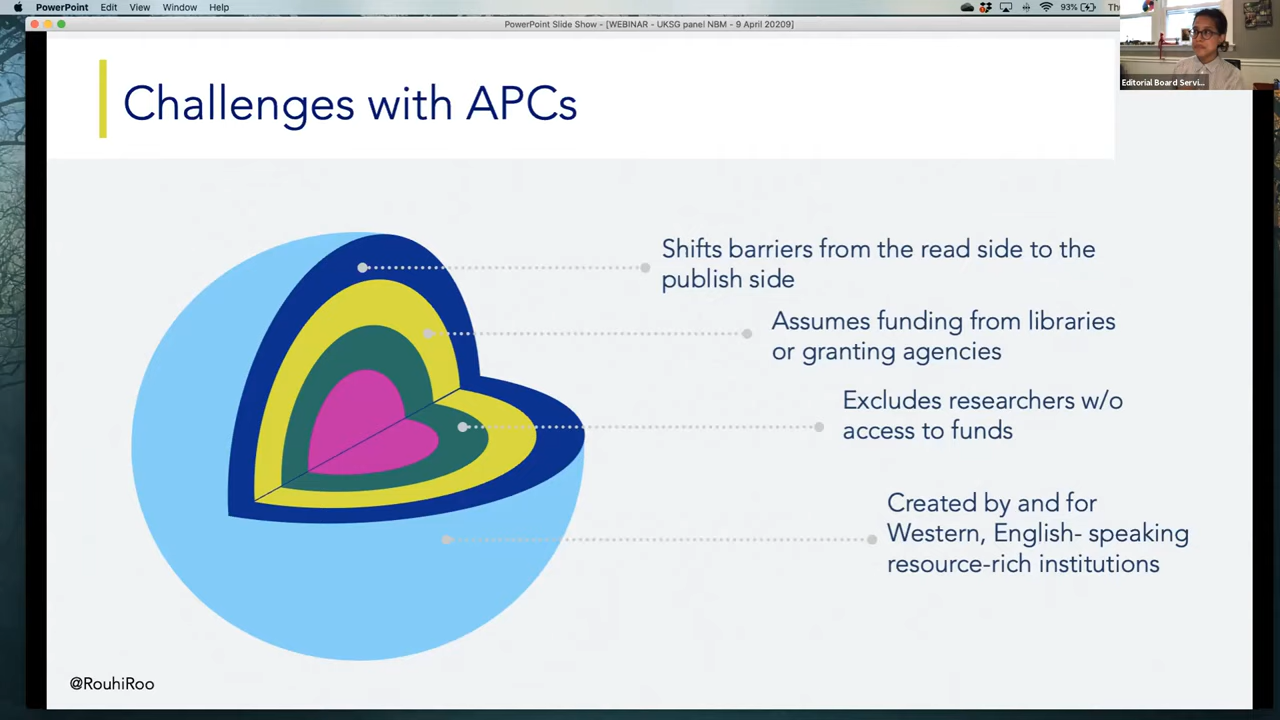 PowerPoint Edit View Window Help
93%
PowerPoint Slide Show - [WEBINAR - UKSG panel NBM - 9 April 20209]
Editorial Board Servi...
Challenges with APCs
Shifts barriers from the read side to the
publish side
Assumes funding from libraries
or granting agencies
Excludes researchers w/o
access to funds
Created by and for
Western, English- speaking
resource-rich institutions
@RouhiRoo